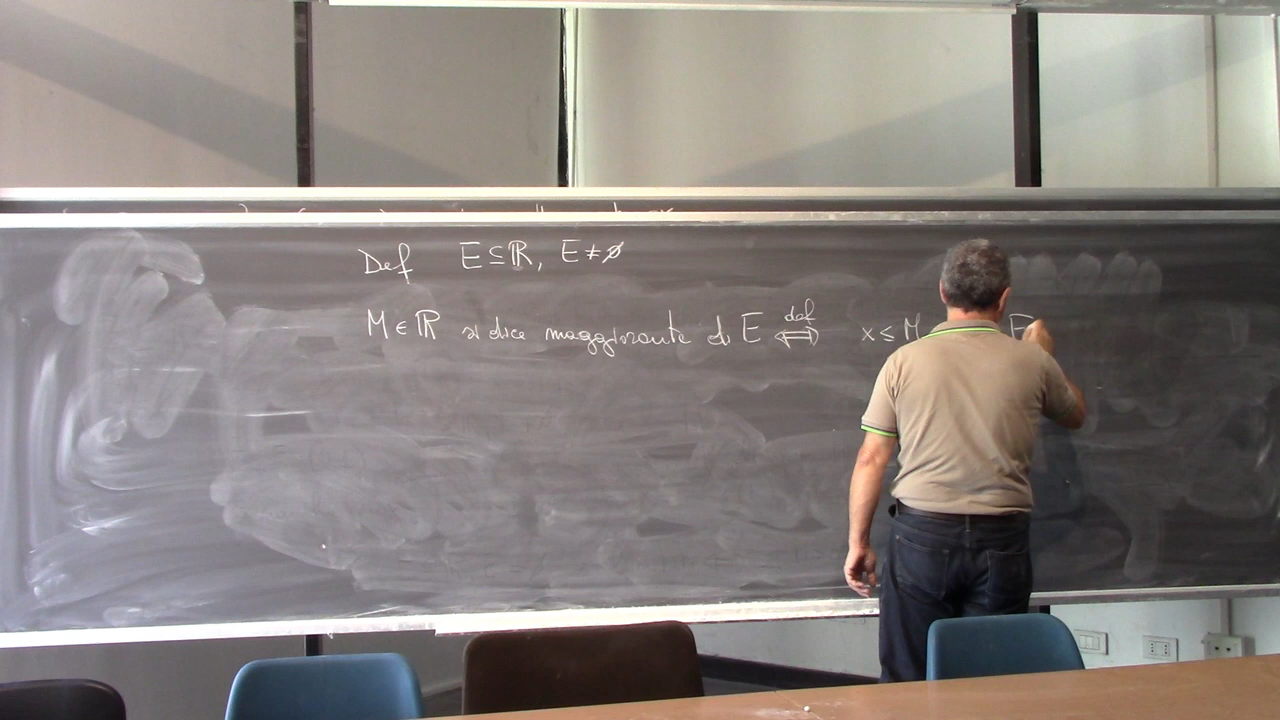 Def E⊆ℝ, E≠∅
M∈ℝ si dice maggiorante di E ⟺ def x≤M E